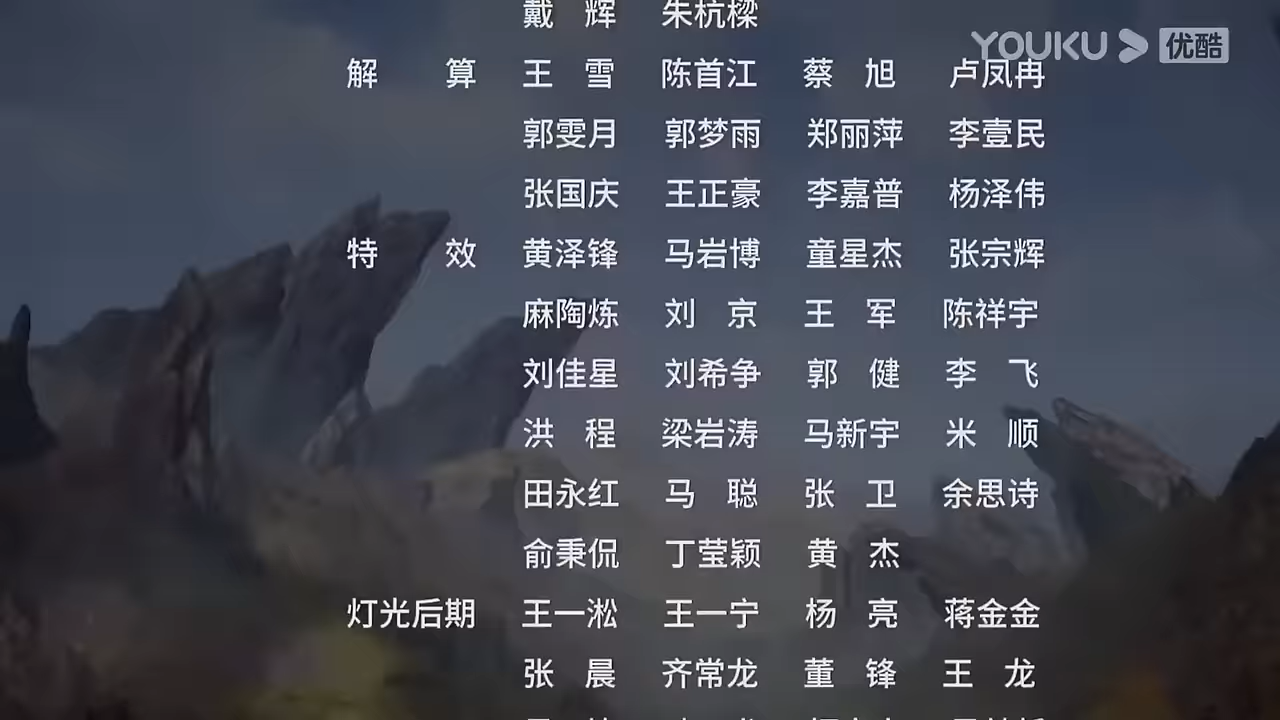 戴 辉 朱杭樑
YOUKU 优酷
解 算 王 雪 陈首江 蔡 旭 卢凤冉
郭雯月 郭梦雨 郑丽萍 李壹民
张国庆 王正豪 李嘉普 杨泽伟
特 效 黄泽锋 马岩博 童星杰 张宗辉
麻陶炼 刘 京 王 军 陈祥宇
刘佳星 刘希争 郭 健 李 飞
洪 程 梁岩涛 马新宇 米 顺
田永红 马 聪 张 卫 余思诗
俞秉侃 丁莹颖 黄 杰
灯光后期 王一淞 王一宁 杨 亮 蒋金金
张 晨 齐常龙 董 锋 王 龙